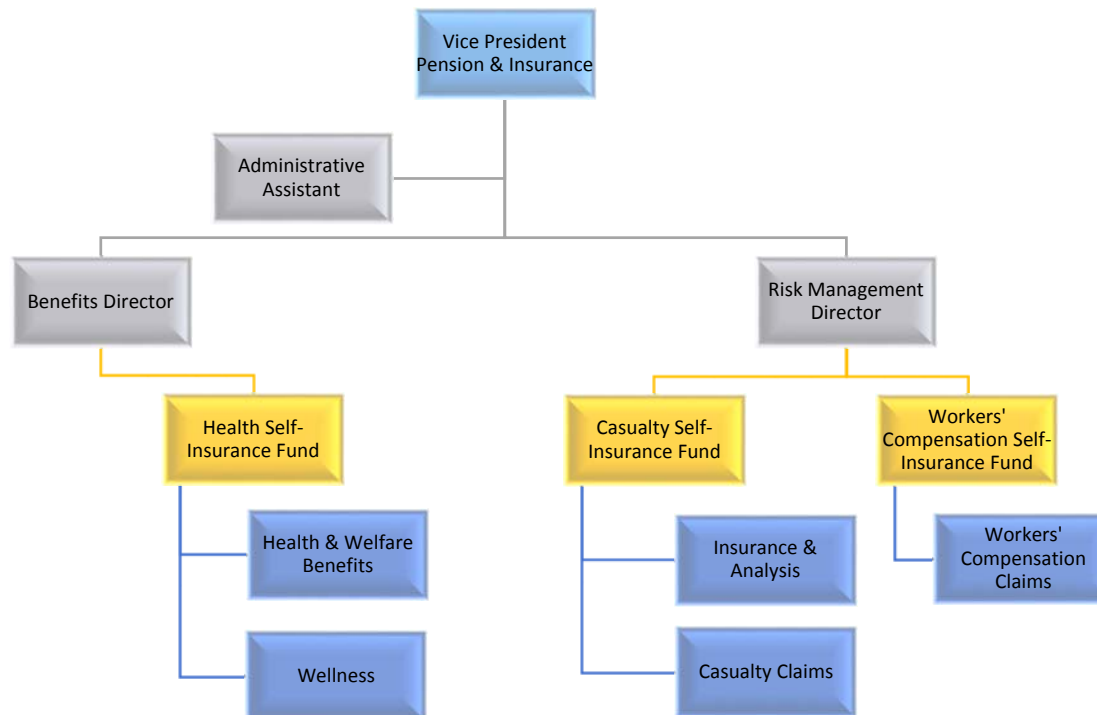 Vice President
Pension & Insurance
Administrative
Assistant
Benefits Director
Risk Management
Director
Health Self-
Insurance Fund
Casualty Self-
Insurance Fund
Workers'
Compensation Self-
Insurance Fund
Health & Welfare
Benefits
Insurance &
Analysis
Workers'
Compensation
Claims
Wellness
Casualty Claims